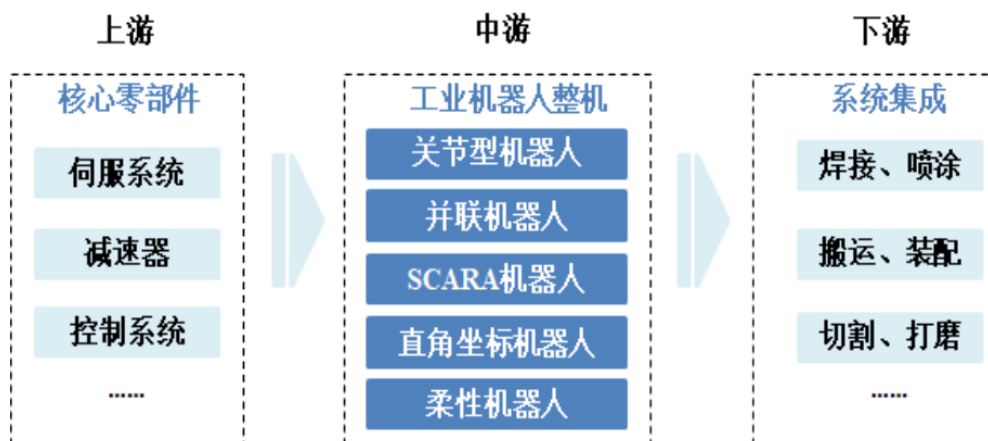 上游
核心零部件
伺服系统
减速器
控制系统
......
中游
工业机器人整机
关节型机器人
并联机器人
SCARA机器人
直角坐标机器人
柔性机器人
下游
系统集成
焊接、喷涂
搬运、装配
切割、打磨
......